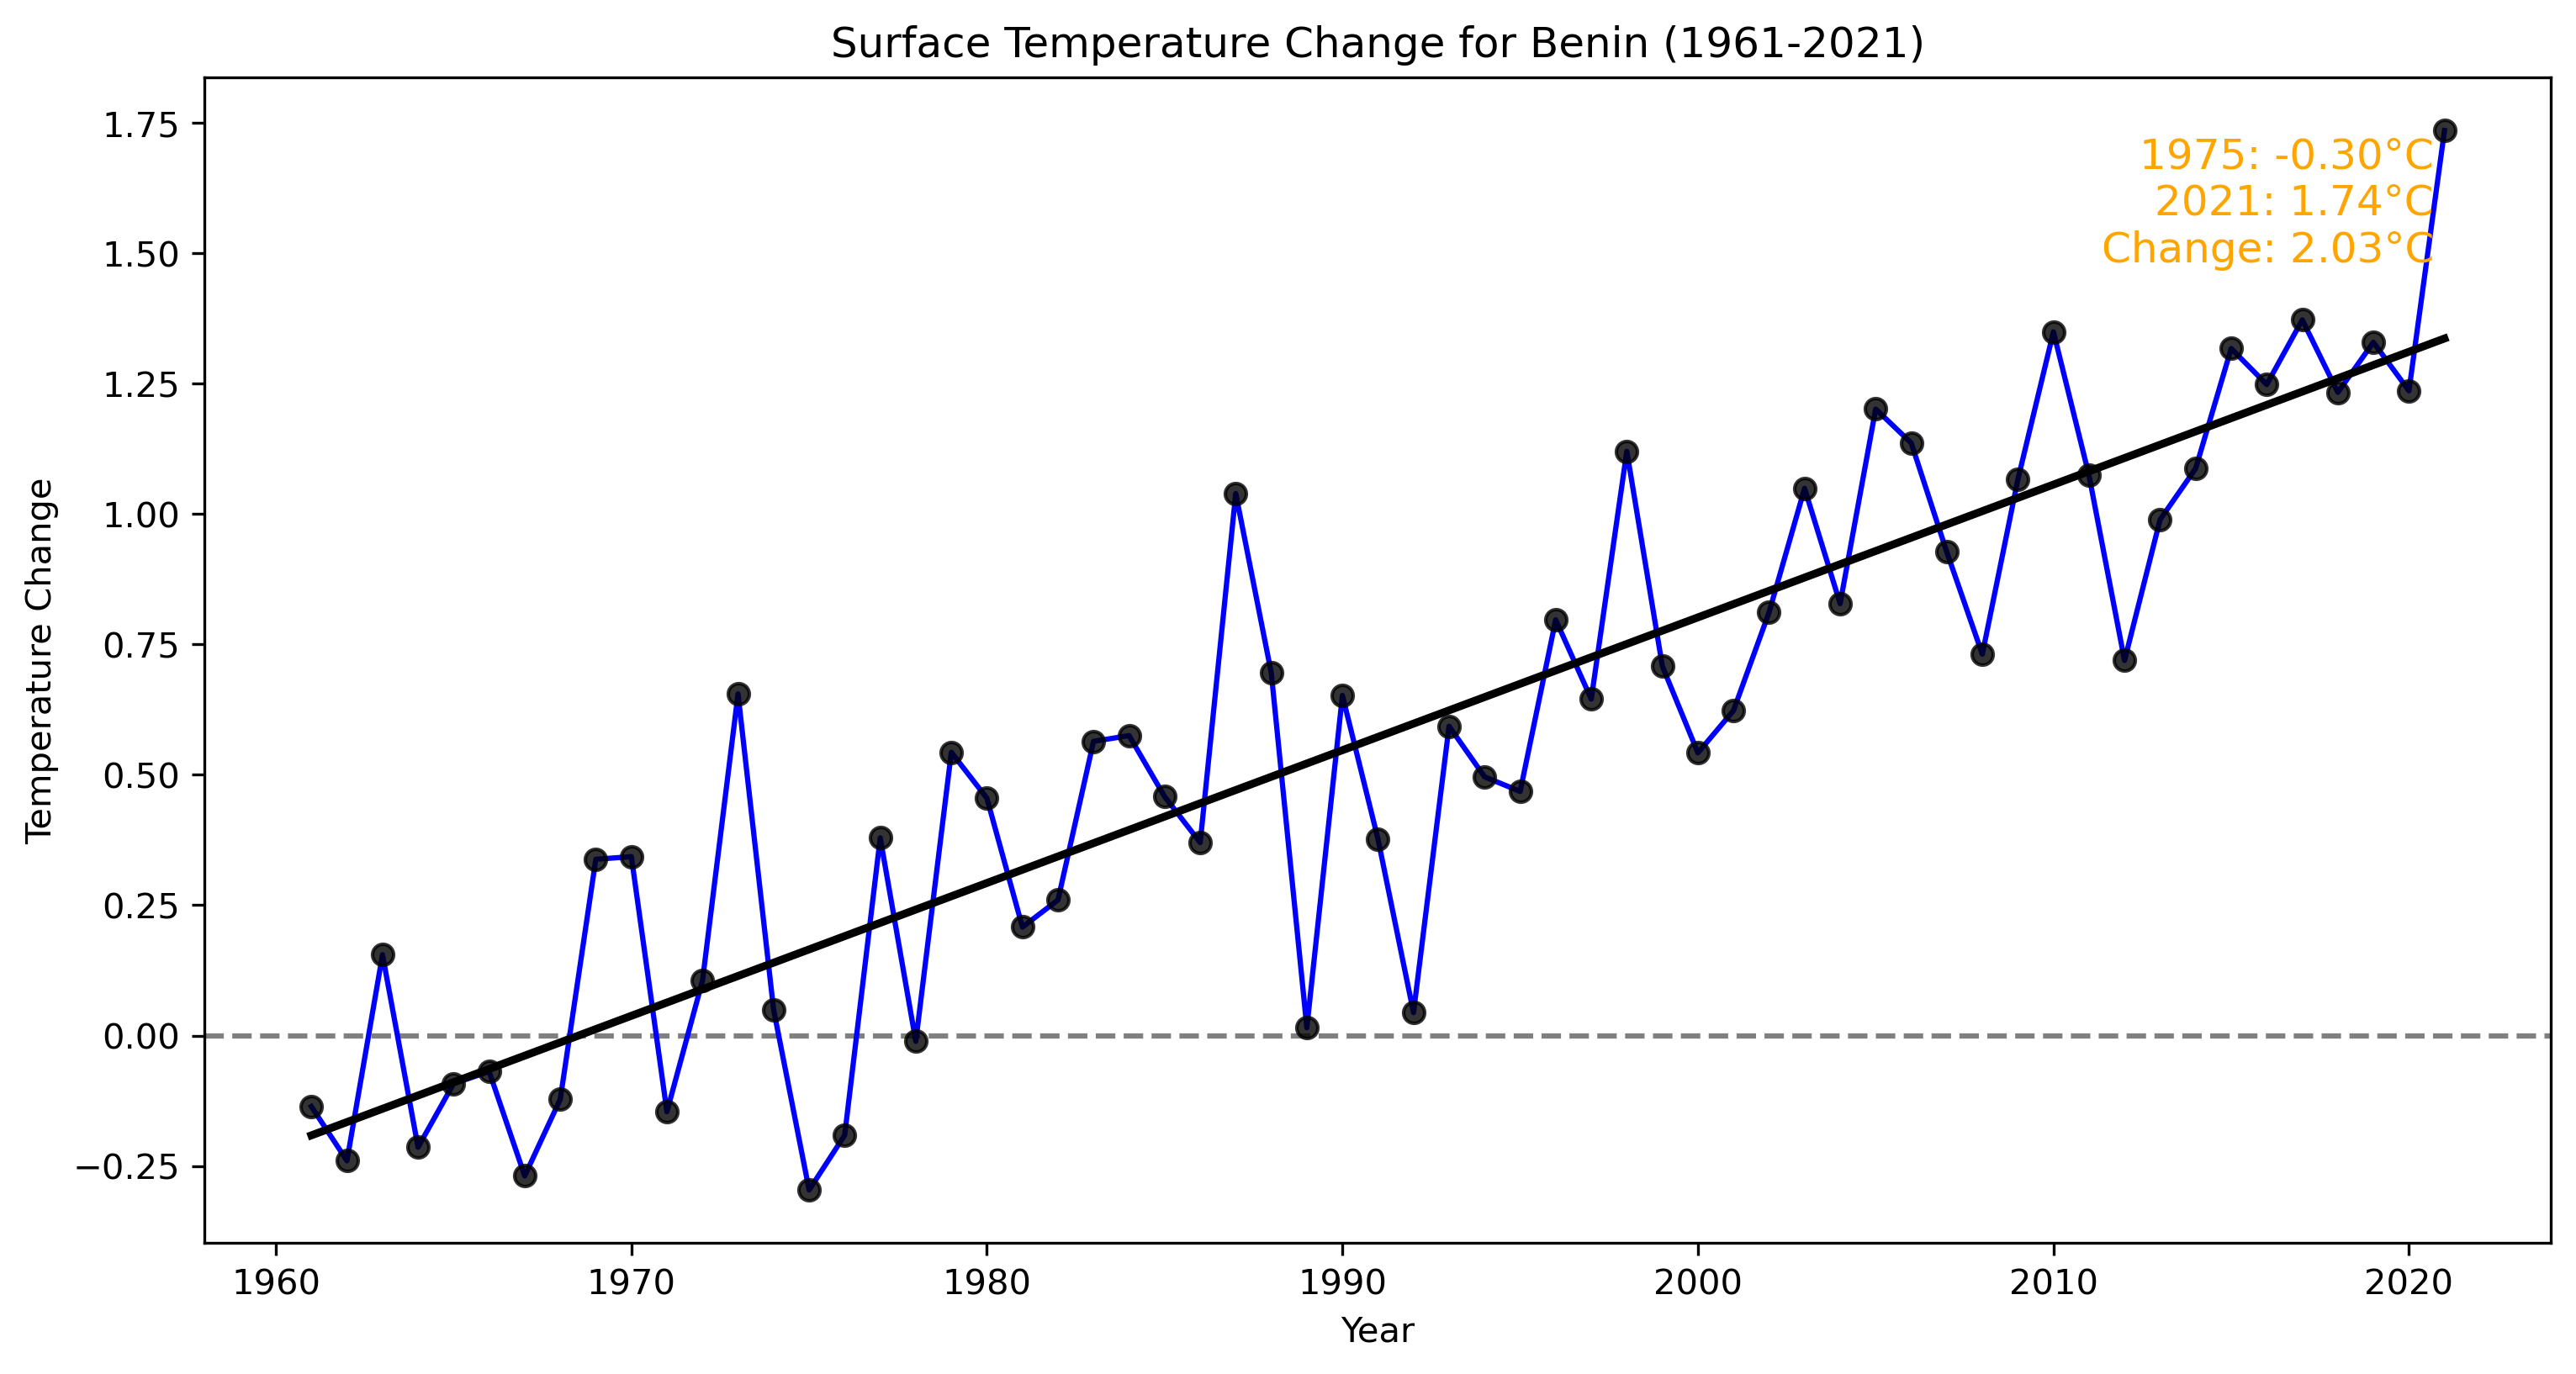 Surface Temperature Change for Benin (1961-2021)
1.75
1.50
1.25
1.00
0.75
0.50
0.25
0.00
−0.25
Temperature Change
1975: -0.30°C
2021: 1.74°C
Change: 2.03°C
1960
1970
1980
1990
2000
2010
2020
Year